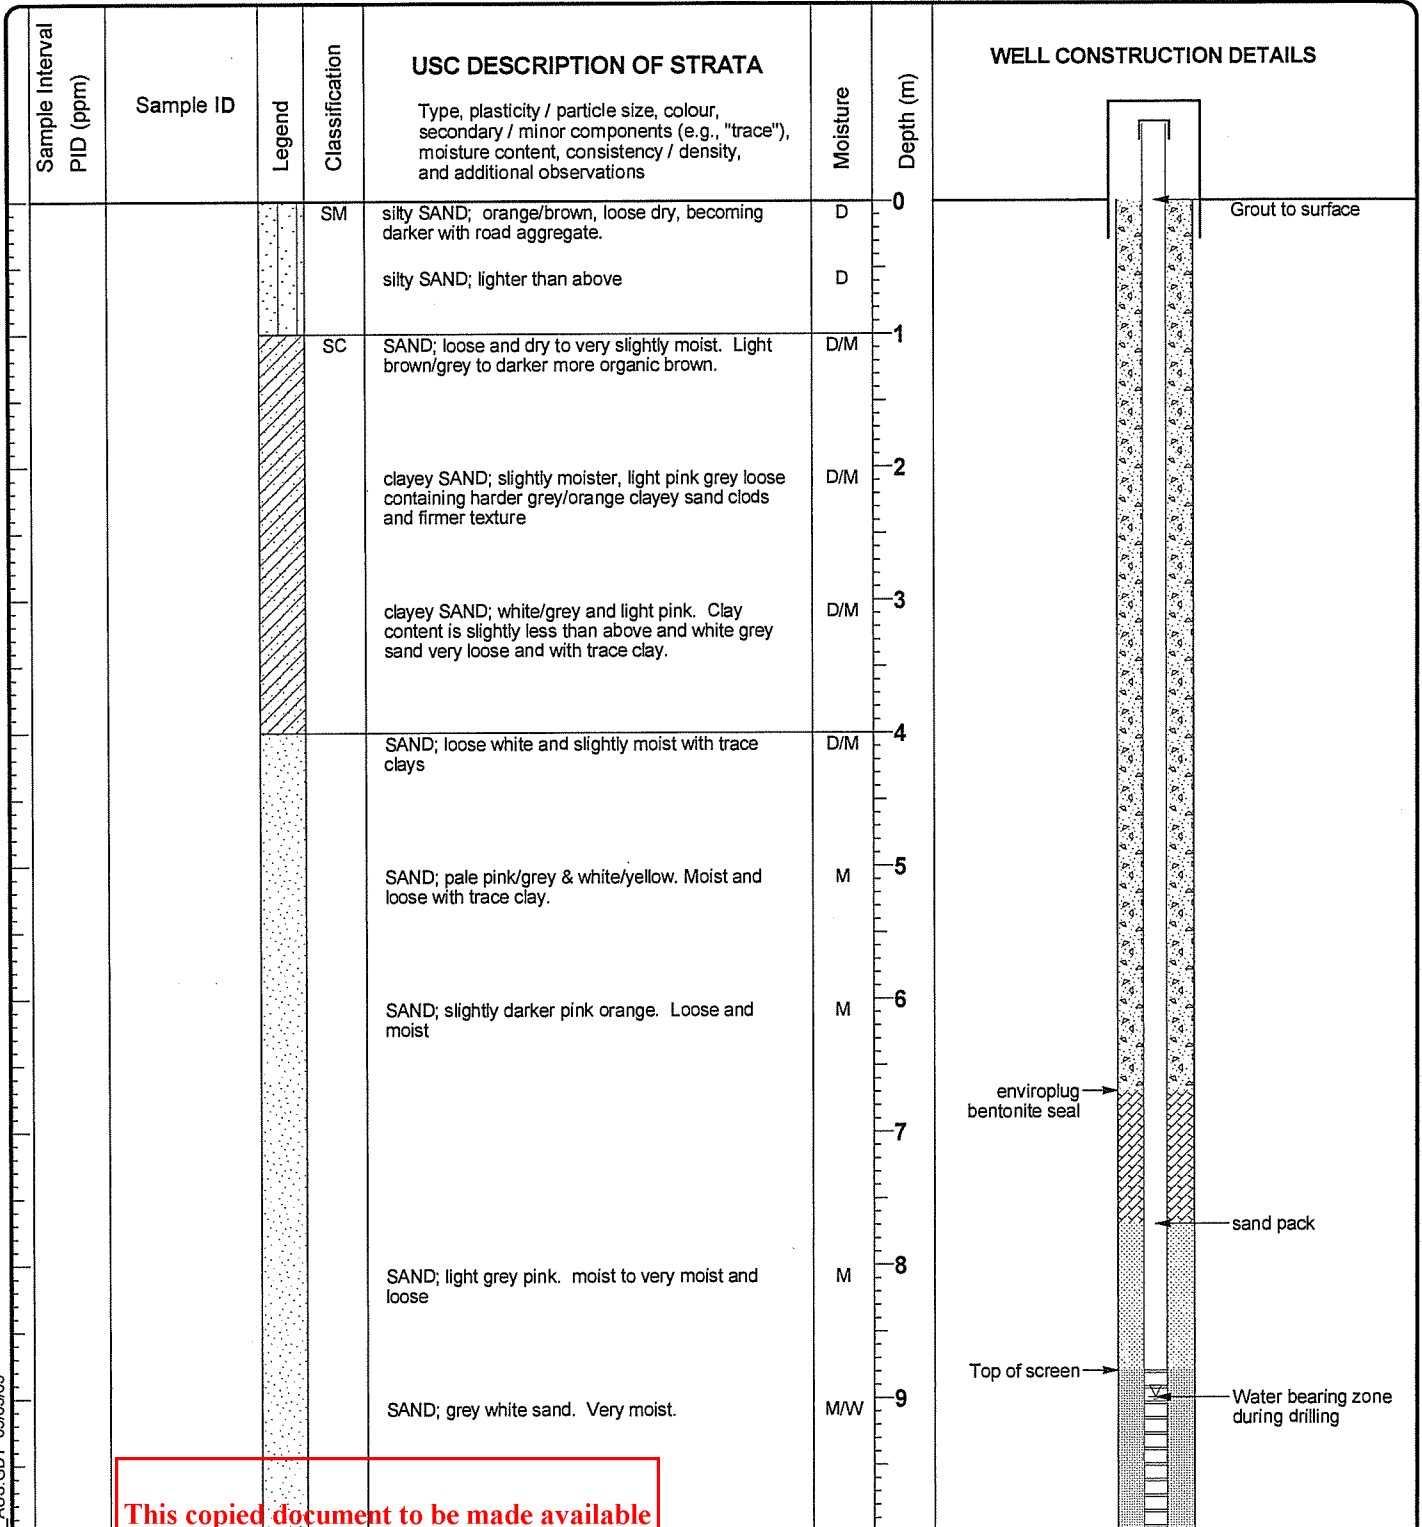 Sample Interval
PID (ppm)
Sample ID
Legend
Classification
USC DESCRIPTION OF STRATA
Type, plasticity / particle size, colour,
secondary / minor components (e.g., "trace"),
moisture content, consistency / density,
and additional observations
Moisture
Depth (m)
WELL CONSTRUCTION DETAILS
0
Grout to surface
SM
silty SAND; orange/brown, loose dry, becoming
darker with road aggregate.
D
silty SAND; lighter than above
D
1
SC
SAND; loose and dry to very slightly moist. Light
brown/grey to darker more organic brown.
D/M
2
clayey SAND; slightly moister, light pink grey loose
containing harder grey/orange clayey sand clods
and firmer texture
D/M
3
clayey SAND; white/grey and light pink. Clay
content is slightly less than above and white grey
sand very loose and with trace clay.
D/M
4
SAND; loose white and slightly moist with trace
clays
D/M
5
SAND; pale pink/grey & white/yellow. Moist and
loose with trace clay.
M
6
SAND; slightly darker pink orange. Loose and
moist
M
enviroplug
bentonite seal
7
sand pack
8
SAND; light grey pink. moist to very moist and
loose
M
Top of screen
9
Water bearing zone
during drilling
SAND; grey white sand. Very moist.
M/W
This copied document to be made available